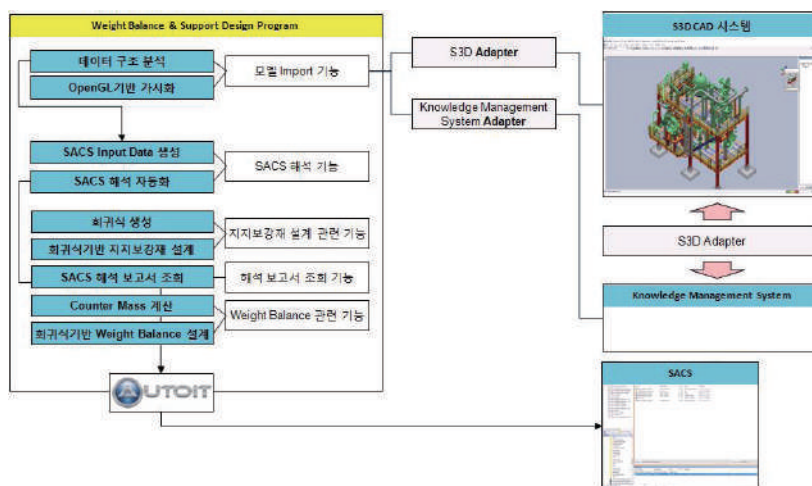 Weight Balance & Support Design Program
데이터 구조 분석
OpenGL기반 가시화
모델 Import 기능
SACS Input Data 생성
SACS 해석 자동화
SACS 해석 기능
회귀식 생성
회귀식기반 지지보강재 설계
지지보강재 설계 관련 기능
SACS 해석 보고서 조회
해석 보고서 조회 기능
Counter Mass 계산
회귀식기반 Weight Balance 설계
Weight Balance 관련 기능
AUTOIT
S3D Adapter
Knowledge Management
System Adapter
S3D CAD 시스템
S3D Adapter
Knowledge Management System
SACS